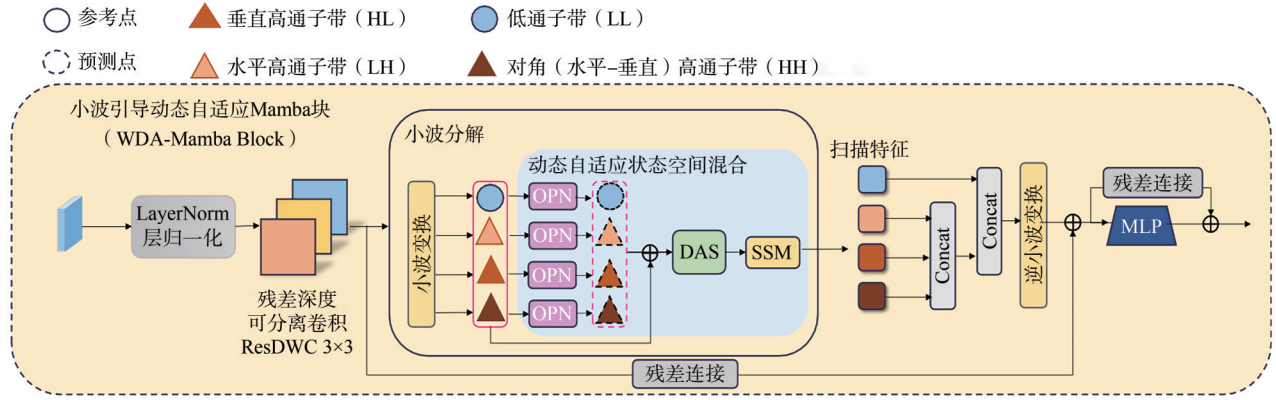 参考点
垂直高通子带(HL)
低通子带(LL)
预测点
水平高通子带(LH)
对角(水平-垂直)高通子带(HH)
小波引导动态自适应Mamba块
(WDA-Mamba Block)
LayerNorm
层归一化
残差深度
可分离卷积
ResDWC 3×3
小波分解
小波变换
动态自适应状态空间混合
OPN
OPN
OPN
OPN
DAS
SSM
扫描特征
Concat
Concat
逆小波变换
残差连接
MLP
残差连接